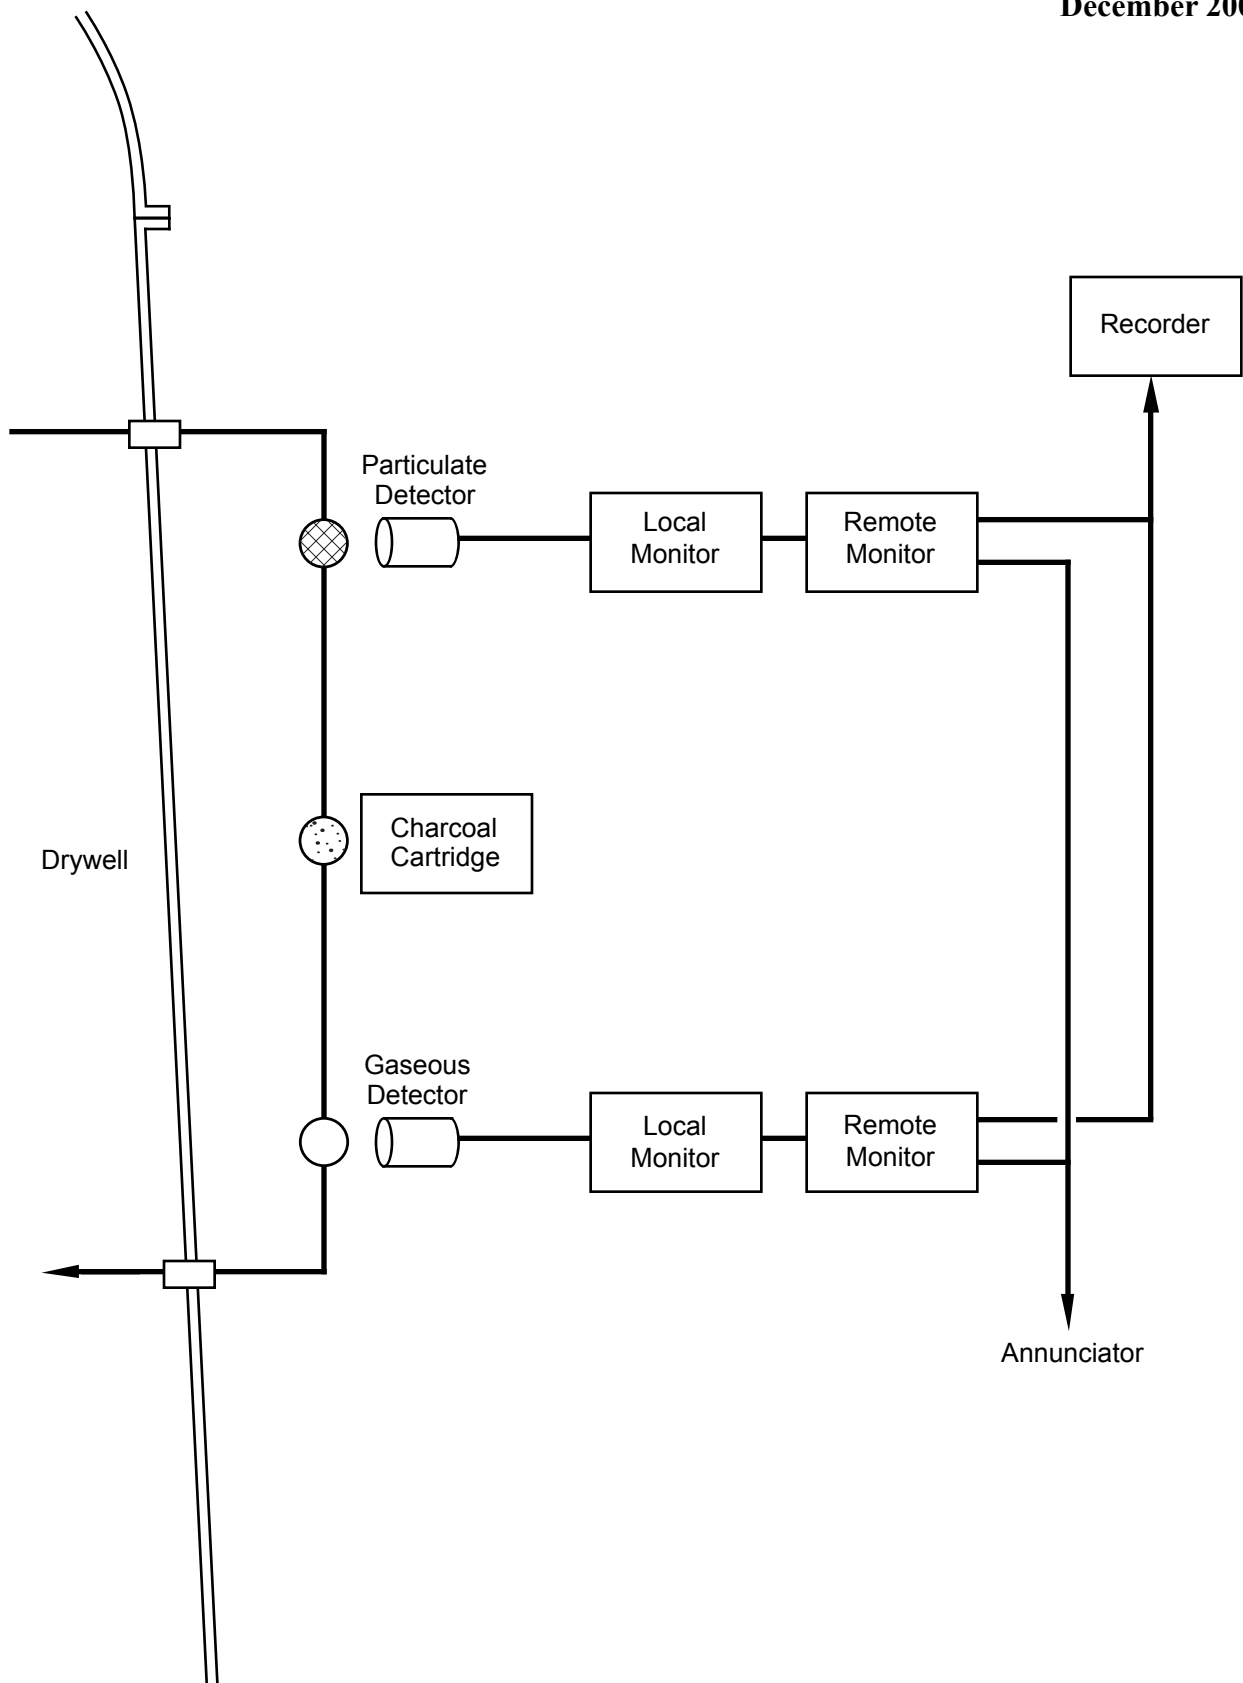 December 200
Recorder
Particulate
Detector
Local
Monitor
Remote
Monitor
Charcoal
Cartridge
Drywell
Gaseous
Detector
Local
Monitor
Remote
Monitor
Annunciator